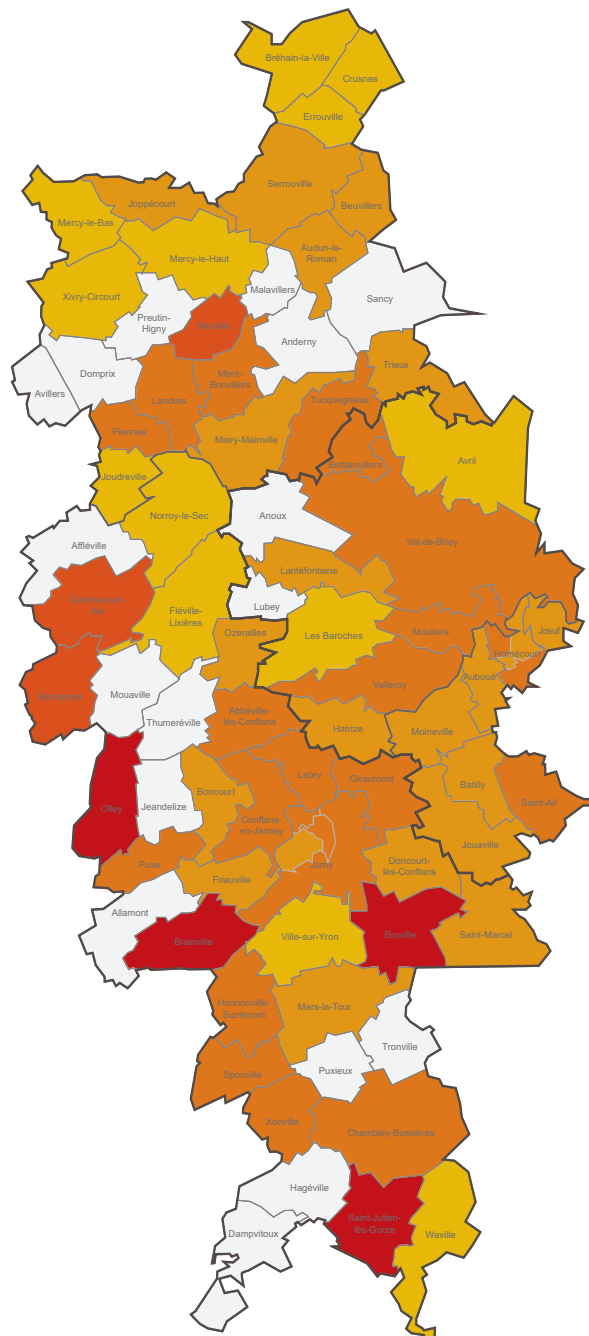 Bréhain-la-Ville
Crusnes
Errouville
Serrouville
Joppécourt
Beuvillers
Mercy-le-Bas
Audun-le-
Roman
Mercy-le-Haut
Malavillers
Xivry-Circourt
Sancy
Preutin-
Higny
Murville
Anderny
Trieux
Domprix
Mont-
Bonvillers
Avillers
Landres
Tucquegnieux
Piennes
Mairy-Mainville
Bettainvillers
Avril
Joudreville
Norroy-le-Sec
Anoux
Val-de-Briey
Affléville
Lantéfontaine
Lubey
Fléville-
Lixières
Ozerailles
Les Baroches
Moutiers
Jœuf
Homécourt
Auboué
Valleroy
Mouaville
Thumeréville
Abbéville-
lès-Conflans
Hatrize
Moineville
Labry
Giraumont
Batilly
Saint-Ail
Boncourt
Olley
Jeandelize
Conflans-
en-Jarnisy
Jouaville
Puxe
Jarny
Doncourt-
lès-Conflans
Friauville
Allamont
Brainville
Ville-sur-Yron
Bruville
Saint-Marcel
Hannonville-
Suzémont
Mars-la-Tour
Tronville
Puxieux
Sponville
Xonville
Chambley-Bussières
Hagéville
Saint-Julien-
lès-Gorze
Dampvitoux
Waville